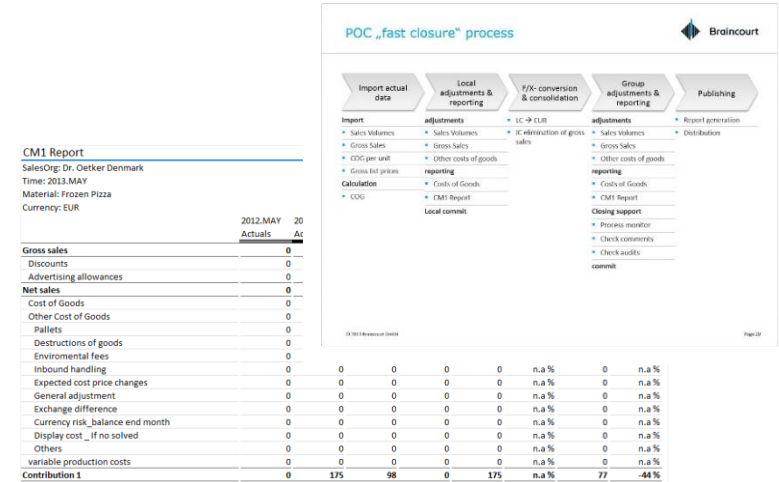 POC „fast closure" process
Braincourt
Import actual data
Local adjustments & reporting
F/X- conversion & consolidation
Group adjustments & reporting
Publishing
Import
Sales Volumes
Gross Sales
COG per unit
Gross list prices
Calculation
COG
adjustments
Sales Volumes
Gross Sales
Other costs of goods
reporting
Costs of Goods
CM1 Report
Local commit
LC → EUR
IC elimination of gross sales
adjustments
Sales Volumes
Gross Sales
Other costs of goods
reporting
Costs of Goods
CM1 Report
Closing support
Process monitor
Check comments
Check audits
commit
Report generation
Distribution
© 2013 Braincourt GmbH
CM1 Report
SalesOrg: Dr. Oetker Denmark
Time: 2013.MAY
Material: Frozen Pizza
Currency: EUR
2012.MAY 20
Actuals Ac
Gross sales 0
Discounts 0
Advertising allowances 0
Net sales 0
Cost of Goods 0
Other Cost of Goods 0
Pallets 0
Destructions of goods 0
Enviromental fees 0
Inbound handling 0 0 0 0 0 n.a % 0 n.a %
Expected cost price changes 0 0 0 0 0 n.a % 0 n.a %
General adjustment 0 0 0 0 0 n.a % 0 n.a %
Exchange difference 0 0 0 0 0 n.a % 0 n.a %
Currency risk_balance end month 0 0 0 0 0 n.a % 0 n.a %
Display cost _ If no solved 0 0 0 0 0 n.a % 0 n.a %
Others 0 0 0 0 0 n.a % 0 n.a %
variable production costs 0 0 0 0 0 n.a % 0 n.a %
Contribution 1 0 175 98 0 175 n.a % 77 -44 %